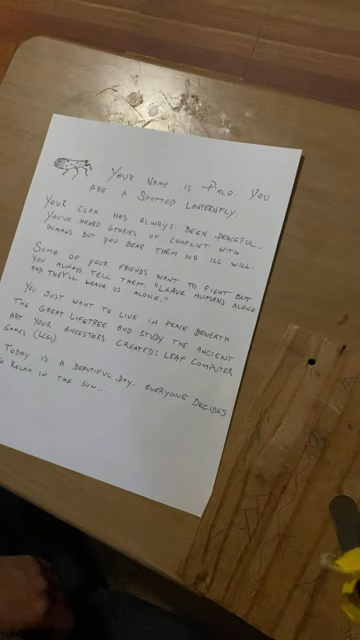 YOUR NAME IS PALO. YOU
ARE A SPOTTED LANTERNFLY.
YOUR CLAN HAS ALWAYS BEEN PEACEFUL.
YOU'VE HEARD STORIES OF CONFLICT WITH
HUMANS BUT YOU BEAR THEM NO ILL WILL.
SOME OF YOUR FRIENDS WANT TO FIGHT BUT
YOU ALWAYS TELL THEM: "LEAVE HUMANS ALONE
AND THEY'LL LEAVE US ALONE."
YOU JUST WANT TO LIVE IN PEACE BENEATH
THE GREAT LIFETREE AND STUDY THE ANCIENT
ART YOUR ANCESTORS CREATED: LEAF COMPUTER
GAMES (LCG).
TODAY IS A BEAUTIFUL DAY. EVERYONE DECIDES
TO RELAX IN THE SUN...